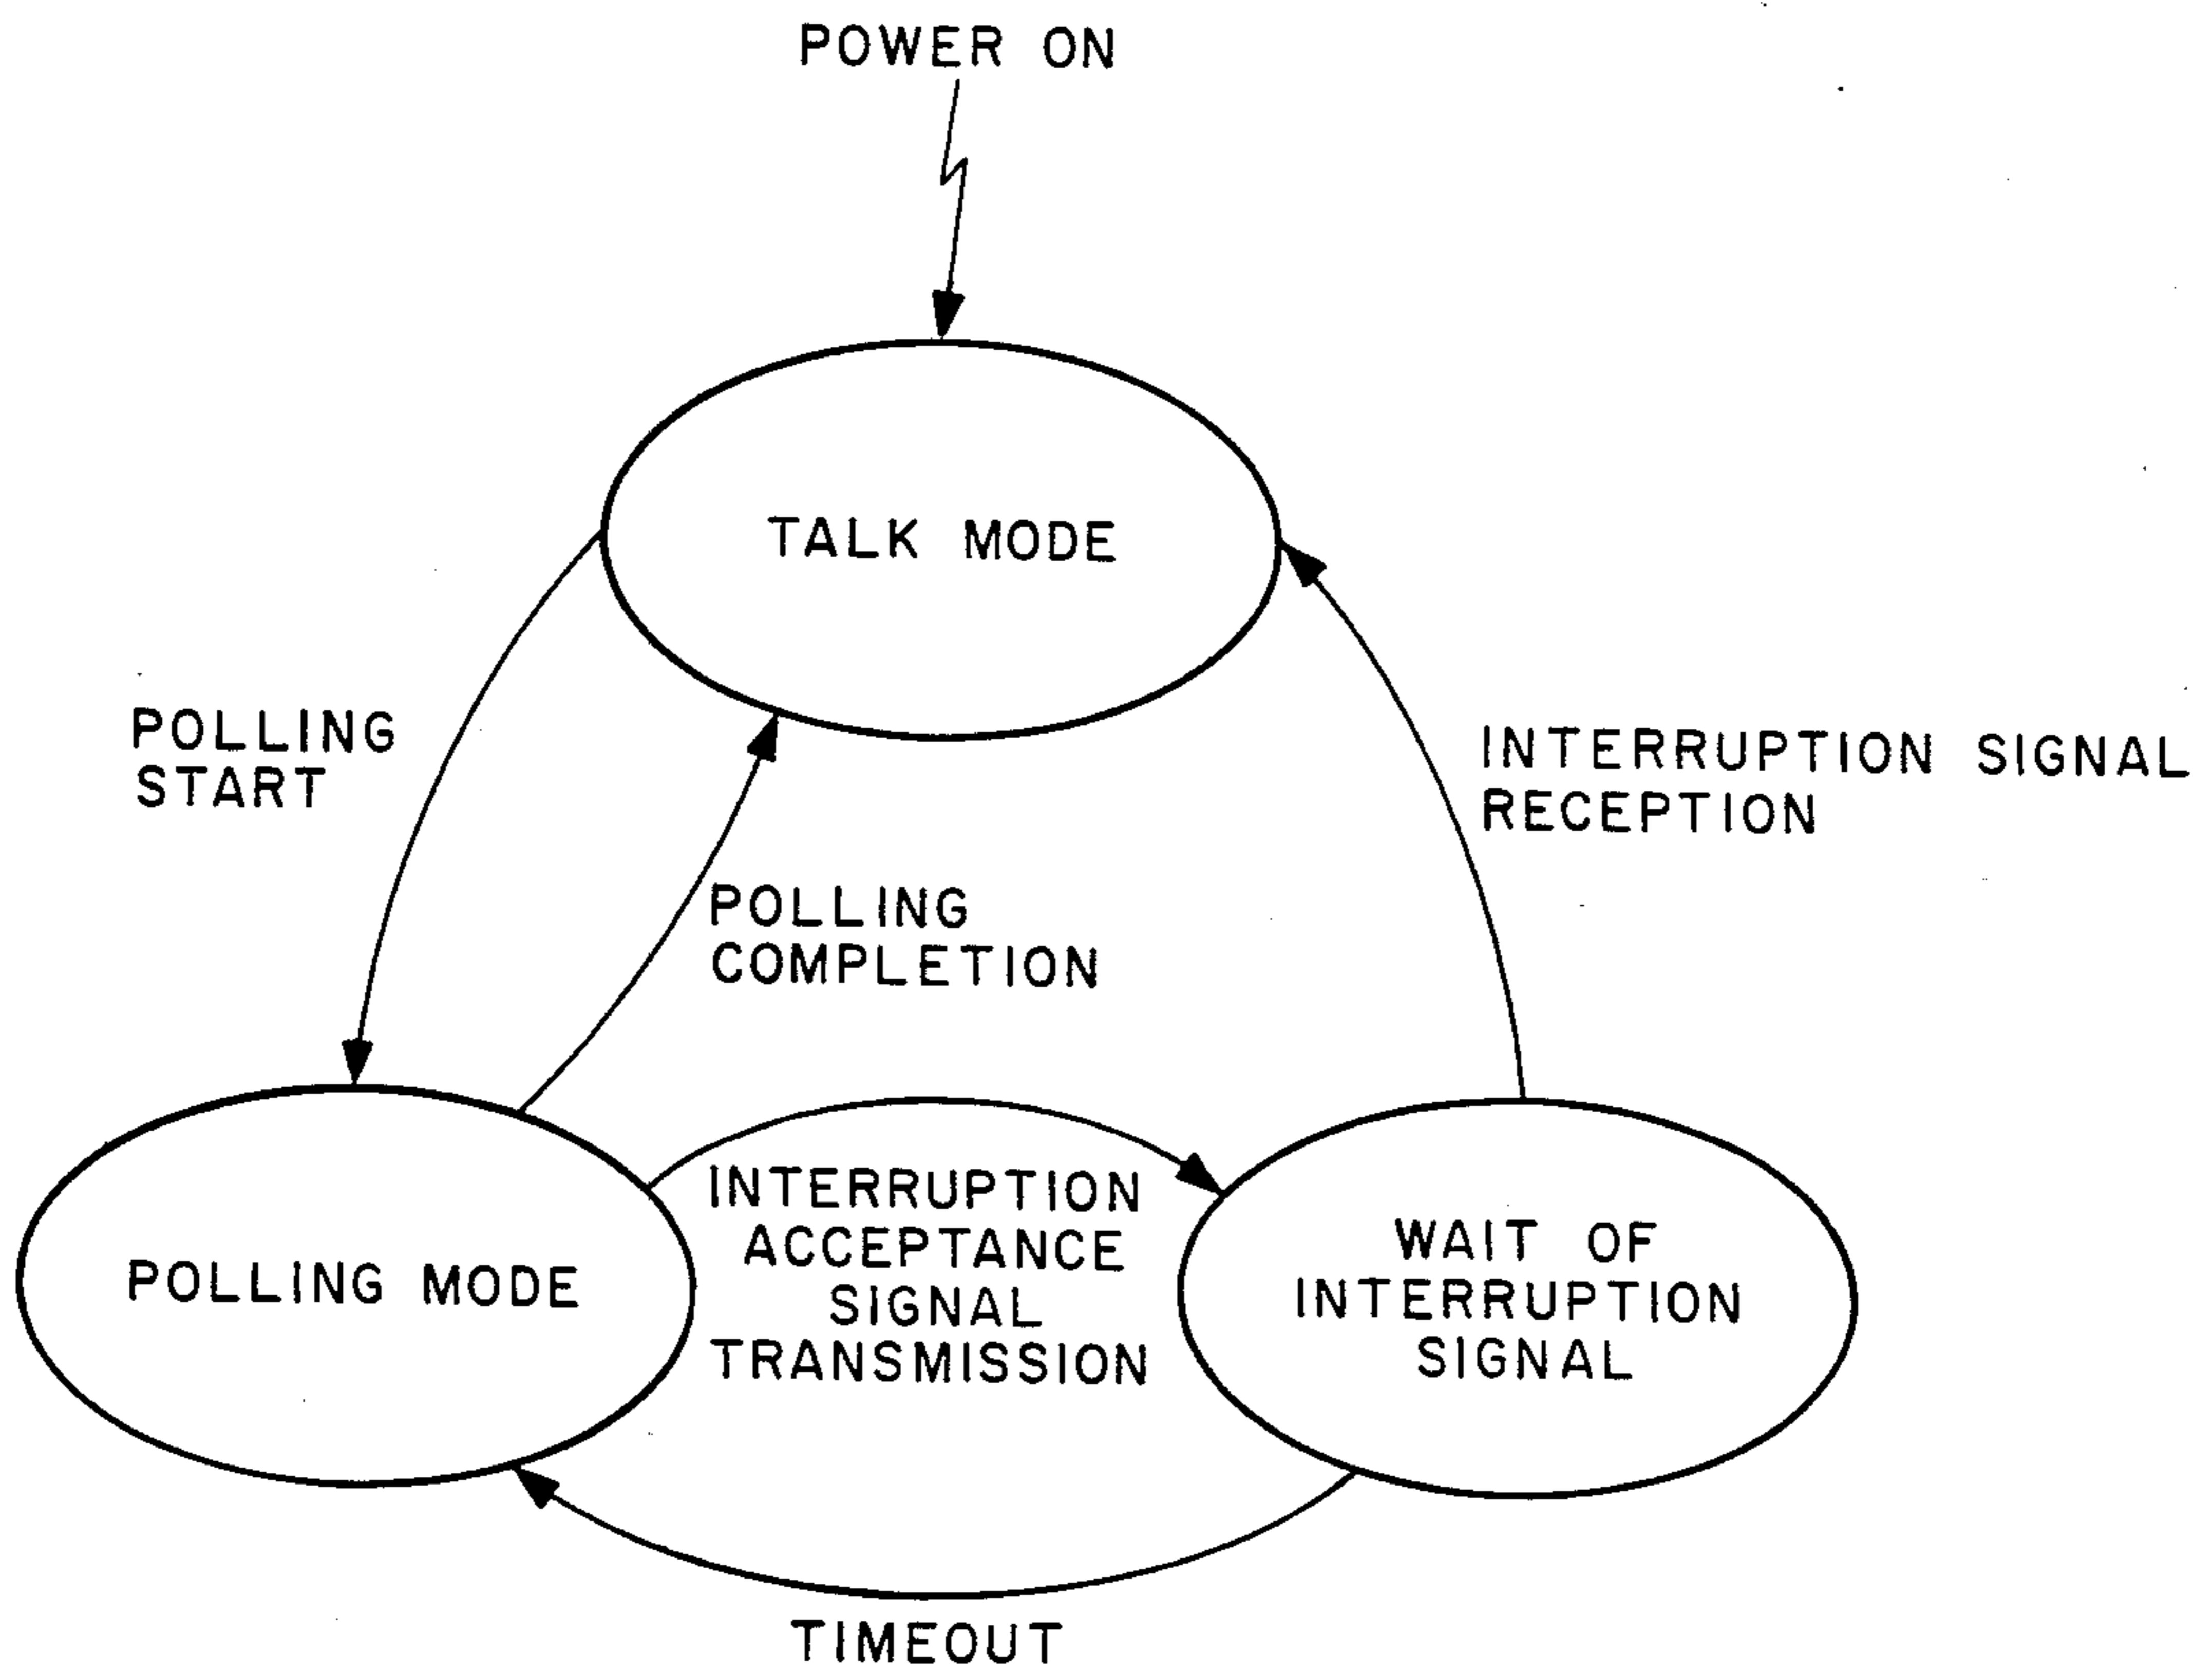 POWER ON
TALK MODE
POLLING
START
INTERRUPTION SIGNAL
RECEPTION
POLLING
COMPLETION
INTERRUPTION
ACCEPTANCE
SIGNAL
TRANSMISSION
POLLING MODE
WAIT OF
INTERRUPTION
SIGNAL
TIMEOUT